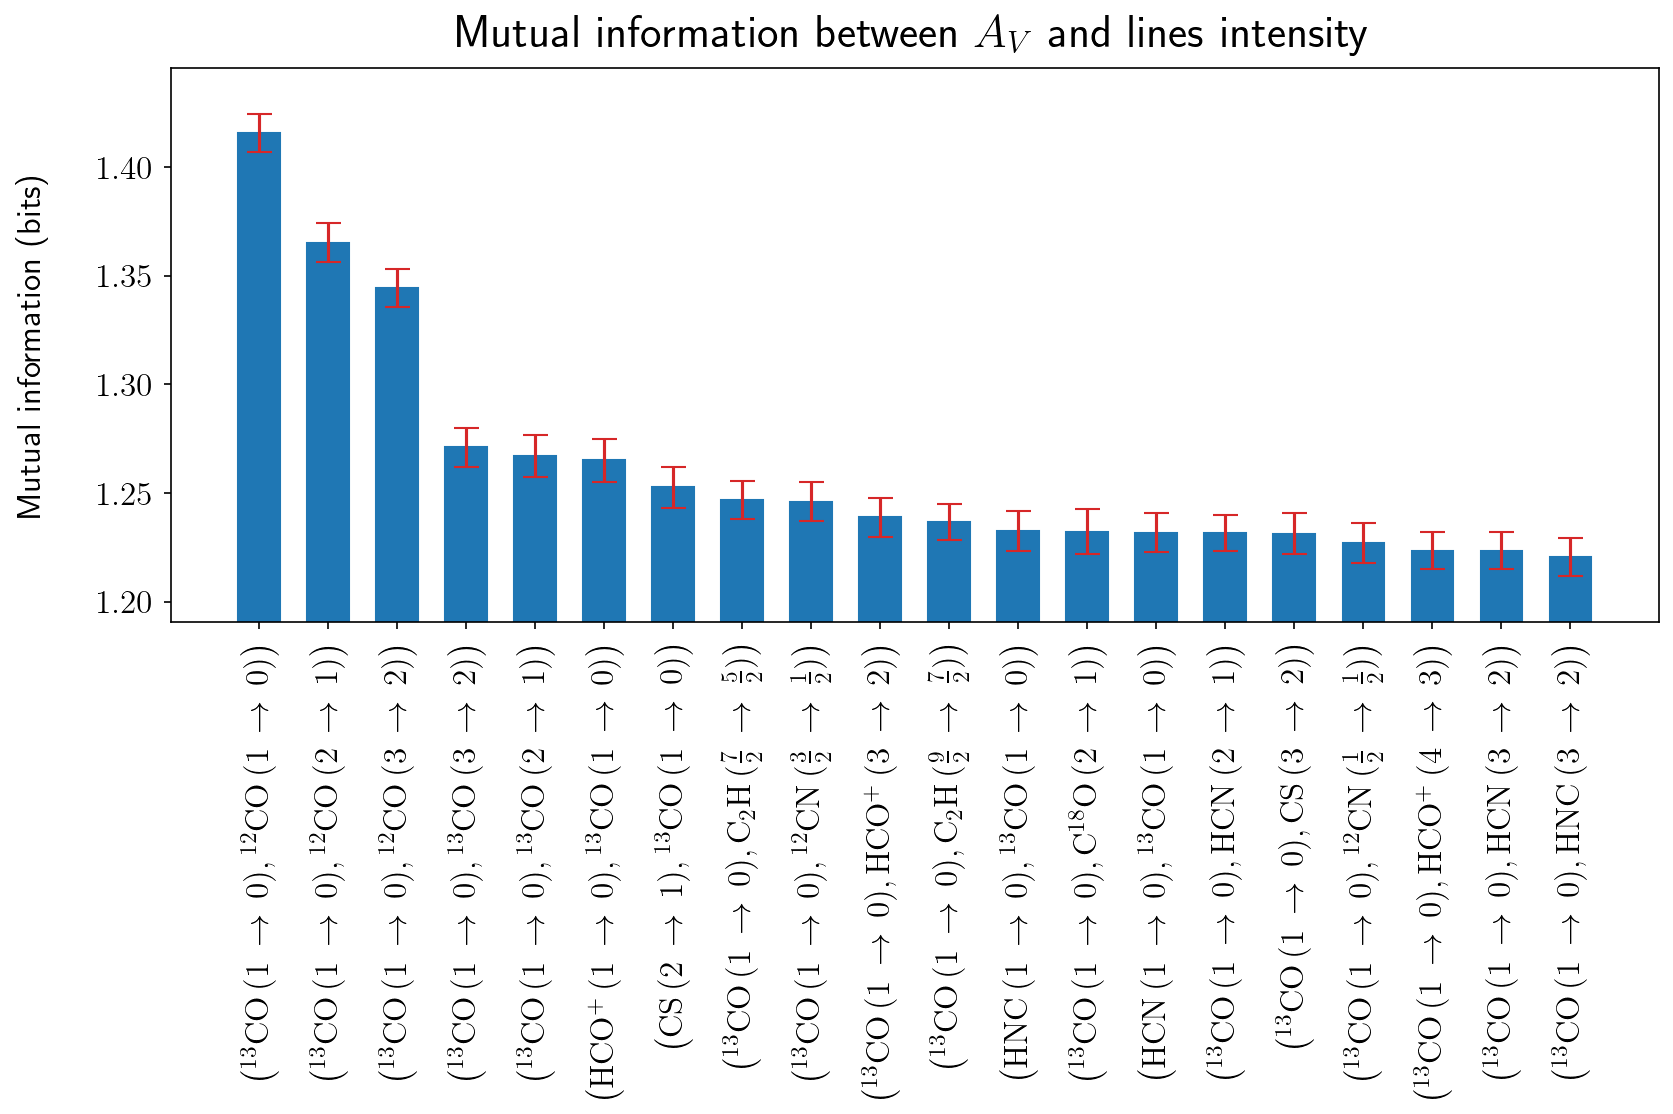 Mutual information between A_V and lines intensity
Mutual information (bits)
1.40
1.35
1.30
1.25
1.20
(¹³CO (1 → 0), ¹²CO (1 → 0))
(¹³CO (1 → 0), ¹²CO (2 → 1))
(¹³CO (1 → 0), ¹²CO (3 → 2))
(¹³CO (1 → 0), ¹³CO (3 → 2))
(¹³CO (1 → 0), ¹³CO (2 → 1))
(HCO⁺ (1 → 0), ¹³CO (1 → 0))
(CS (2 → 1), ¹³CO (1 → 0))
(¹³CO (1 → 0), C₂H (7/2 → 5/2))
(¹³CO (1 → 0), ¹²CN (3/2 → 1/2))
(¹³CO (1 → 0), HCO⁺ (3 → 2))
(¹³CO (1 → 0), C₂H (9/2 → 7/2))
(HNC (1 → 0), ¹³CO (1 → 0))
(¹³CO (1 → 0), C¹⁸O (2 → 1))
(HCN (1 → 0), ¹³CO (1 → 0))
(¹³CO (1 → 0), HCN (2 → 1))
(¹³CO (1 → 0), CS (3 → 2))
(¹³CO (1 → 0), ¹²CN (1/2 → 1/2))
(¹³CO (1 → 0), HCO⁺ (4 → 3))
(¹³CO (1 → 0), HCN (3 → 2))
(¹³CO (1 → 0), HNC (3 → 2))